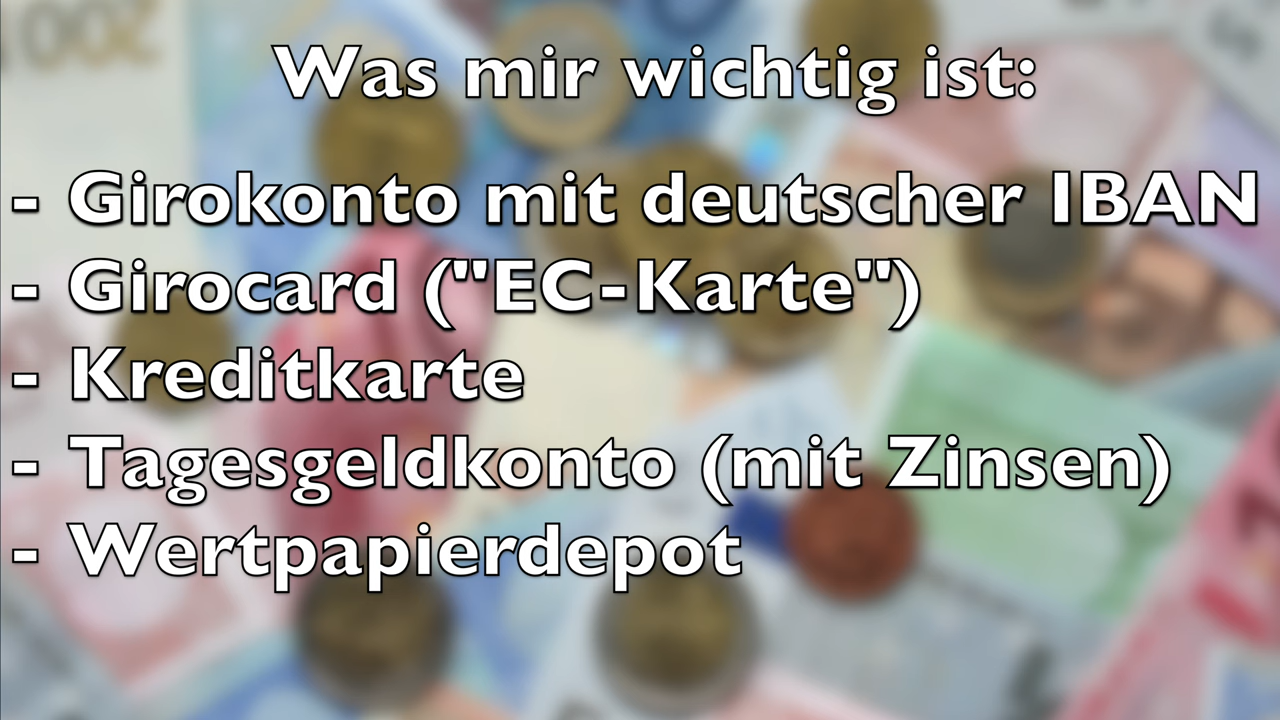 Was mir wichtig ist:
- Girokonto mit deutscher IBAN
- Girocard ("EC-Karte")
- Kreditkarte
- Tagesgeldkonto (mit Zinsen)
- Wertpapierdepot